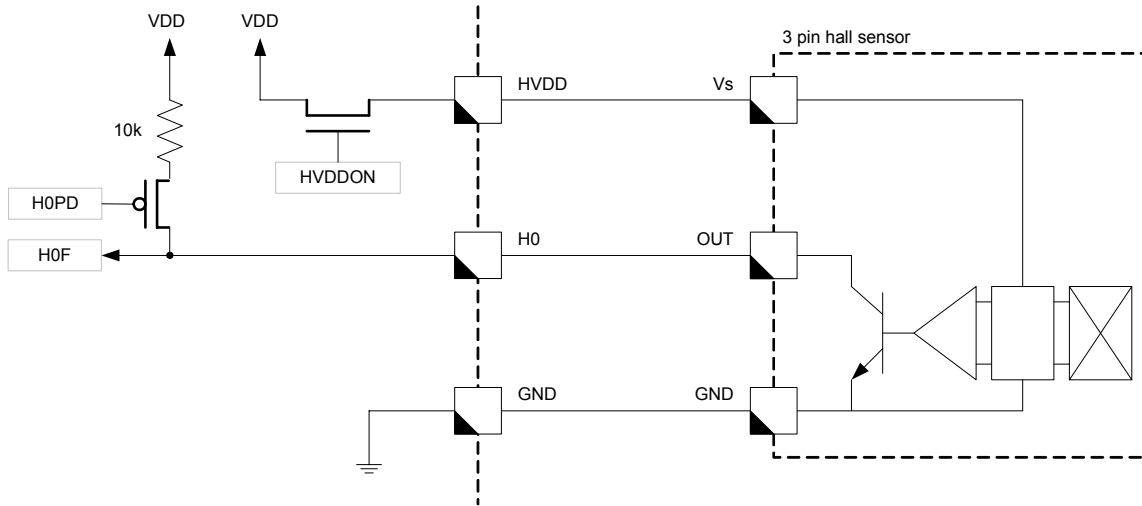 VDD
VDD
3 pin hall sensor
HVDD
Vs
10k
HVDDON
H0PD
H0
OUT
H0F
GND
GND